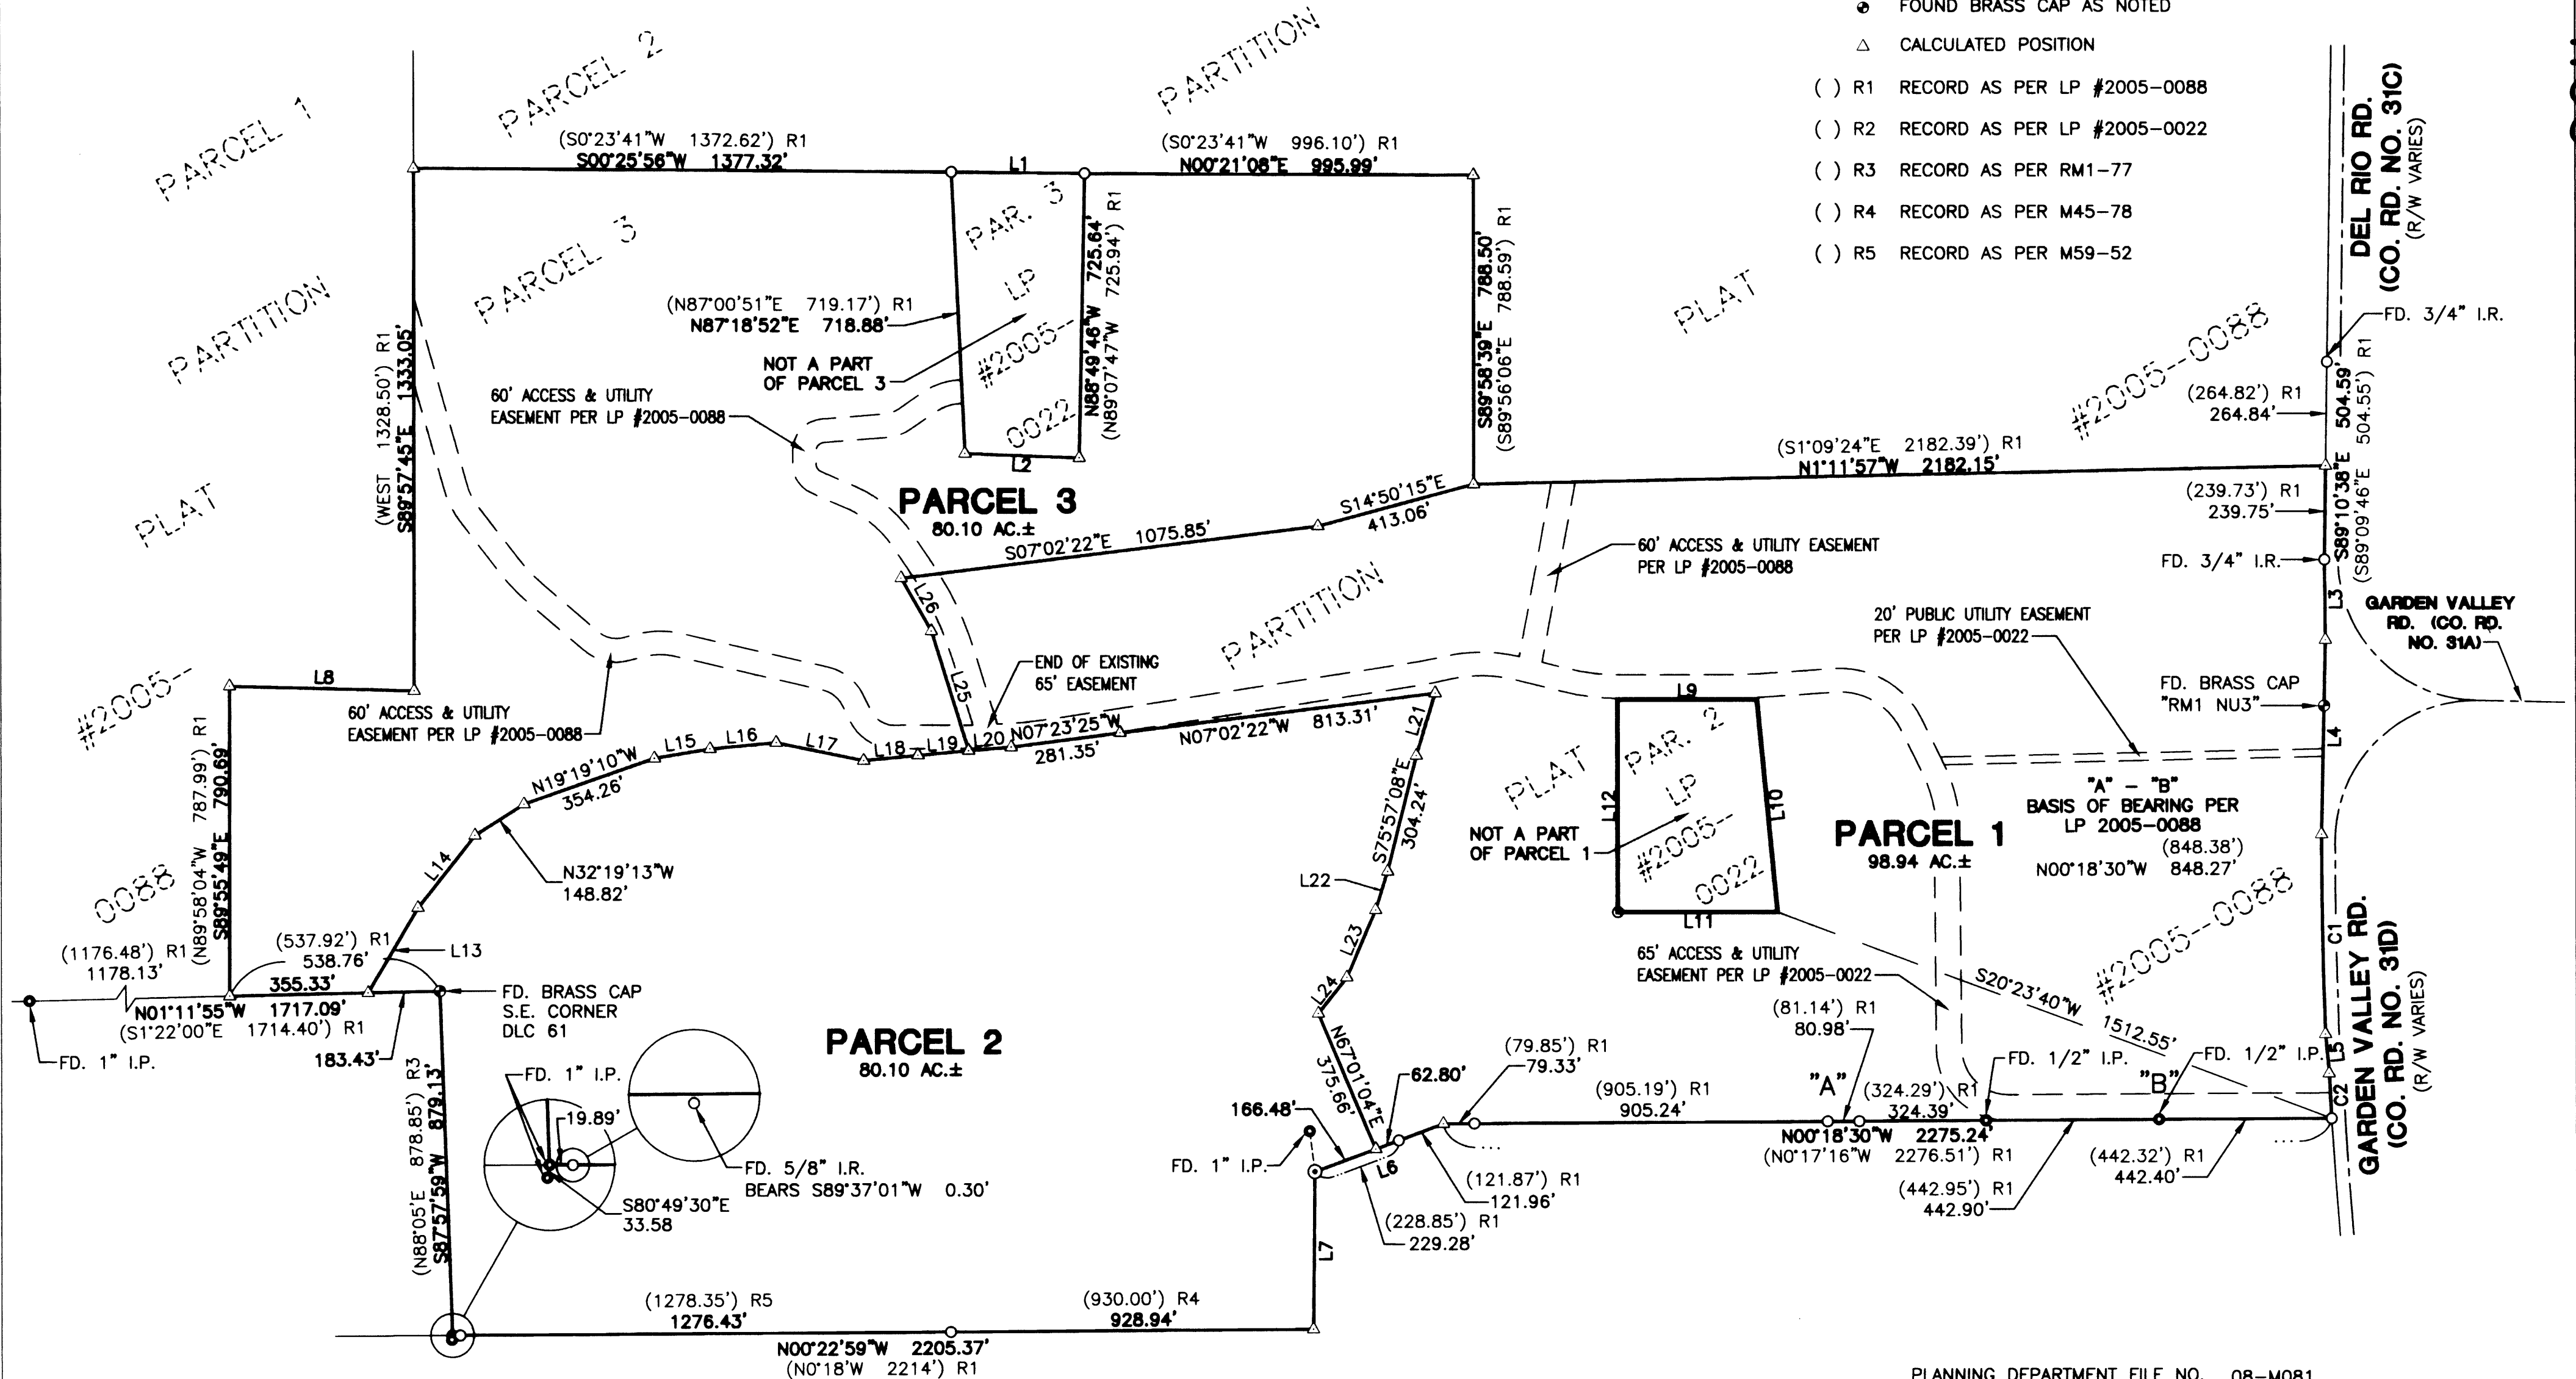 FOUND BRASS CAP AS NOTED
CALCULATED POSITION
( ) R1 RECORD AS PER LP #2005-0088
( ) R2 RECORD AS PER LP #2005-0022
( ) R3 RECORD AS PER RM1-77
( ) R4 RECORD AS PER M45-78
( ) R5 RECORD AS PER M59-52
PARCEL 1
PARCEL 2
PARTITION
(S0°23'41"W 1372.62') R1
S00°25'56"W 1377.32'
L1
(S0°23'41"W 996.10') R1
N00°21'08"E 995.99'
PARCEL 3
PAR. 3
LP
#2005-
0022
(N87°00'51"E 719.17') R1
N87°18'52"E 718.88'
NOT A PART
OF PARCEL 3
N88°49'46"W 725.64'
(N89°07'47"W 725.94') R1
S89°58'39"E 788.50'
(S89°56'06"E 788.59') R1
PLAT
#2005-0088
DEL RIO RD.
(CO. RD. NO. 31C)
(R/W VARIES)
FD. 3/4" I.R.
(264.82') R1
264.84'
S89°10'38"E 504.59'
(S89°09'46"E 504.55') R1
(239.73') R1
239.75'
FD. 3/4" I.R.
L3
PARTITION
PLAT
#2005-
0088
(WEST 1328.50') R1
S89°57'45"E 1333.05'
60' ACCESS & UTILITY
EASEMENT PER LP #2005-0088
L2
PARCEL 3
80.10 AC.±
S14°50'15"E
413.06'
S07°02'22"E 1075.85'
(S1°09'24"E 2182.39') R1
N1°11'57"W 2182.15'
60' ACCESS & UTILITY EASEMENT
PER LP #2005-0088
PARTITION
20' PUBLIC UTILITY EASEMENT
PER LP #2005-0022
GARDEN VALLEY
RD. (CO. RD.
NO. 31A)
FD. BRASS CAP
"RM1 NU3"
L4
L26
L25
END OF EXISTING
65' EASEMENT
L8
60' ACCESS & UTILITY
EASEMENT PER LP #2005-0088
(N89°58'04"W 787.99') R1
S89°55'49"E 790.69'
L15
L16
L17
L18
L19
L20
N07°23'25"W
281.35'
N07°02'22"W 813.31'
L21
N19°19'10"W
354.26'
L14
N32°19'13"W
148.82'
S75°57'08"E
304.24'
L22
L23
L24
L9
L10
L11
L12
PLAT
PAR. 2
LP
#2005-
0022
NOT A PART
OF PARCEL 1
PARCEL 1
98.94 AC.±
"A" - "B"
BASIS OF BEARING PER
LP 2005-0088
(848.38')
N00°18'30"W 848.27'
#2005-0088
C1
GARDEN VALLEY RD.
(CO. RD. NO. 31D)
(R/W VARIES)
65' ACCESS & UTILITY
EASEMENT PER LP #2005-0022
S20°23'40"W 1512.55'
L5
C2
(1176.48') R1
1178.13'
(537.92') R1
538.76'
L13
355.33'
N01°11'55"W 1717.09'
(S1°22'00"E 1714.40') R1
FD. 1" I.P.
183.43'
FD. BRASS CAP
S.E. CORNER
DLC 61
PARCEL 2
80.10 AC.±
(N88°05'E 878.85') R3
S87°57'59"W 879.13'
FD. 1" I.P.
19.89'
FD. 5/8" I.R.
BEARS S89°37'01"W 0.30'
S80°49'30"E
33.58
N67°01'04"E
375.66'
166.48'
62.80'
FD. 1" I.P.
L6
L7
(79.85') R1
79.33'
(121.87') R1
121.96'
(228.85') R1
229.28'
(905.19') R1
905.24'
(81.14') R1
80.98'
"A"
(324.29') R1
324.39'
FD. 1/2" I.P.
"B"
FD. 1/2" I.P.
N00°18'30"W 2275.24'
(N0°17'16"W 2276.51') R1
(442.95') R1
442.90'
(442.32') R1
442.40'
(1278.35') R5
1276.43'
(930.00') R4
928.94'
N00°22'59"W 2205.37'
(N0°18'W 2214') R1
PLANNING DEPARTMENT FILE NO. 08-M081